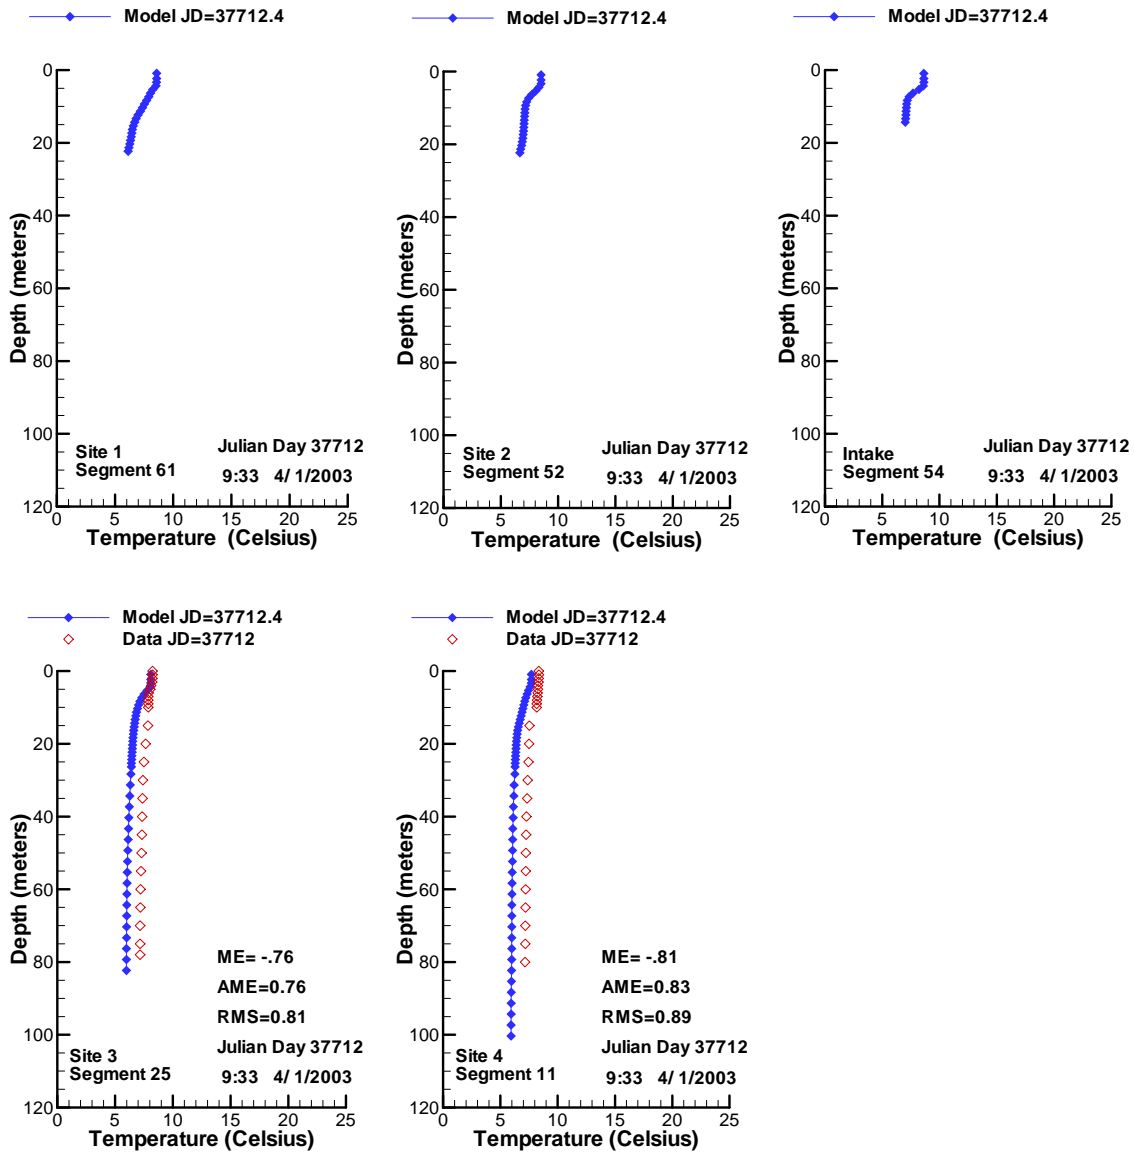 Model JD=37712.4
0
20
40
60
80
100
120
Depth (meters)
Site 1
Segment 61
Julian Day 37712
9:33 4/ 1/2003
0 5 10 15 20 25
Temperature (Celsius)
Model JD=37712.4
0
20
40
60
80
100
120
Depth (meters)
Site 2
Segment 52
Julian Day 37712
9:33 4/ 1/2003
0 5 10 15 20 25
Temperature (Celsius)
Model JD=37712.4
0
20
40
60
80
100
120
Depth (meters)
Intake
Segment 54
Julian Day 37712
9:33 4/ 1/2003
0 5 10 15 20 25
Temperature (Celsius)
Model JD=37712.4
Data JD=37712
0
20
40
60
80
100
120
Depth (meters)
ME= -.76
AME=0.76
RMS=0.81
Site 3
Segment 25
Julian Day 37712
9:33 4/ 1/2003
0 5 10 15 20 25
Temperature (Celsius)
Model JD=37712.4
Data JD=37712
0
20
40
60
80
100
120
Depth (meters)
ME= -.81
AME=0.83
RMS=0.89
Site 4
Segment 11
Julian Day 37712
9:33 4/ 1/2003
0 5 10 15 20 25
Temperature (Celsius)